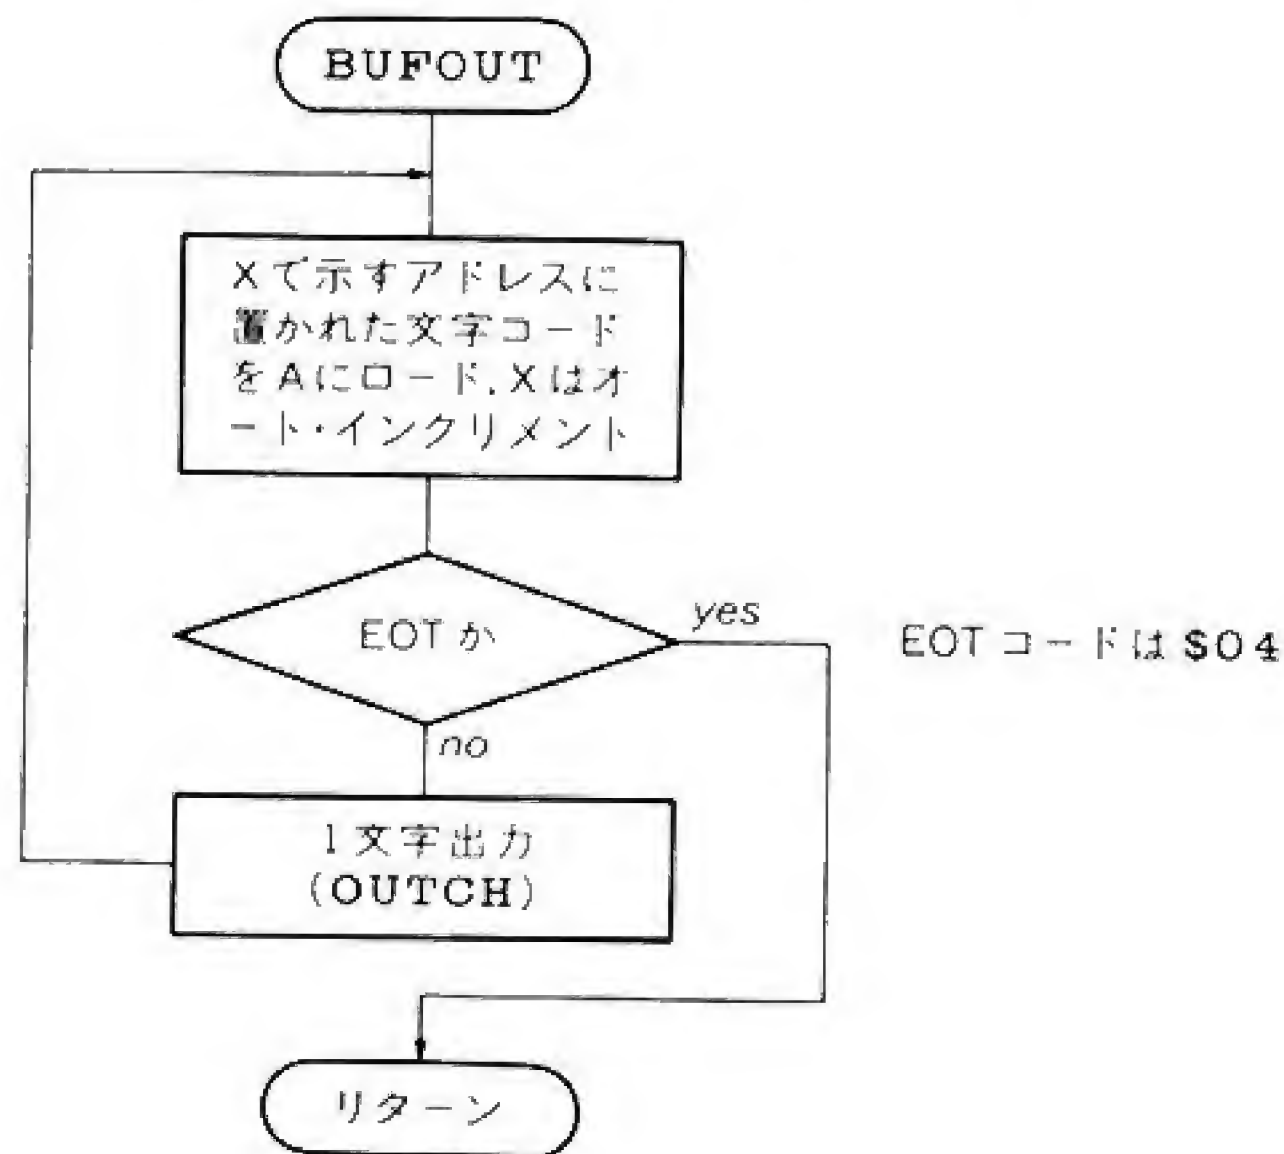 BUFOUT
Xで示すアドレスに
置かれた文字コード
をAにロード,Xはオ
ート・インクリメント
EOTか
yes
EOTコードは$04
no
1文字出力
(OUTCH)
リターン